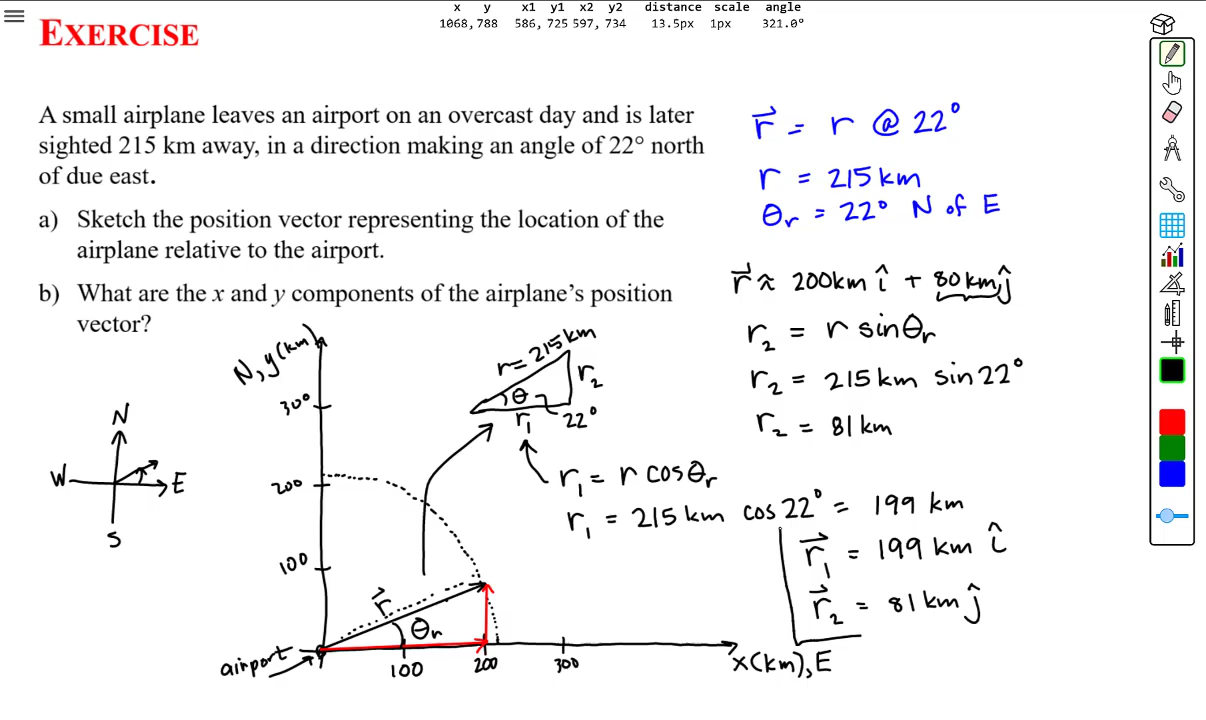 x y x1 y1 x2 y2 distance scale angle
1068,788 586, 725 597, 734 13.5px 1px 321.0°
EXERCISE
A small airplane leaves an airport on an overcast day and is later
sighted 215 km away, in a direction making an angle of 22° north
of due east.
a) Sketch the position vector representing the location of the
airplane relative to the airport.
b) What are the x and y components of the airplane's position
vector?
r⃗ = r @ 22°
r = 215 km
θr = 22° N of E
r⃗ ≈ 200km î + 80 km ĵ
r₂ = r sinθr
r₂ = 215 km sin 22°
r₂ = 81 km
N, y (km)
300
200
100
N
W E
S
r = 215 km
θ r₂
r₁ 22°
r₁ = r cosθr
r₁ = 215 km cos 22° = 199 km
r⃗₁ = 199 km î
r⃗₂ = 81 km ĵ
r⃗
θr
airport
100 200 300
x (km), E